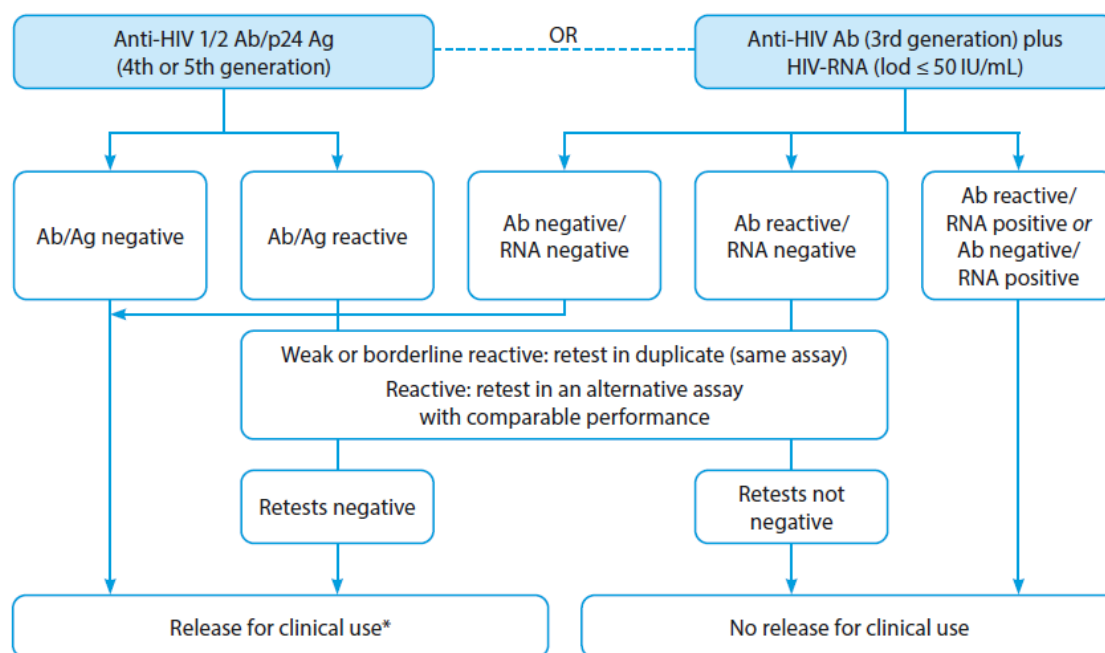 Anti-HIV 1/2 Ab/p24 Ag
(4th or 5th generation)
OR
Anti-HIV Ab (3rd generation) plus
HIV-RNA (lod ≤ 50 IU/mL)
Ab/Ag negative
Ab/Ag reactive
Ab negative/
RNA negative
Ab reactive/
RNA negative
Ab reactive/
RNA positive or
Ab negative/
RNA positive
Weak or borderline reactive: retest in duplicate (same assay)
Reactive: retest in an alternative assay
with comparable performance
Retests negative
Retests not
negative
Release for clinical use*
No release for clinical use